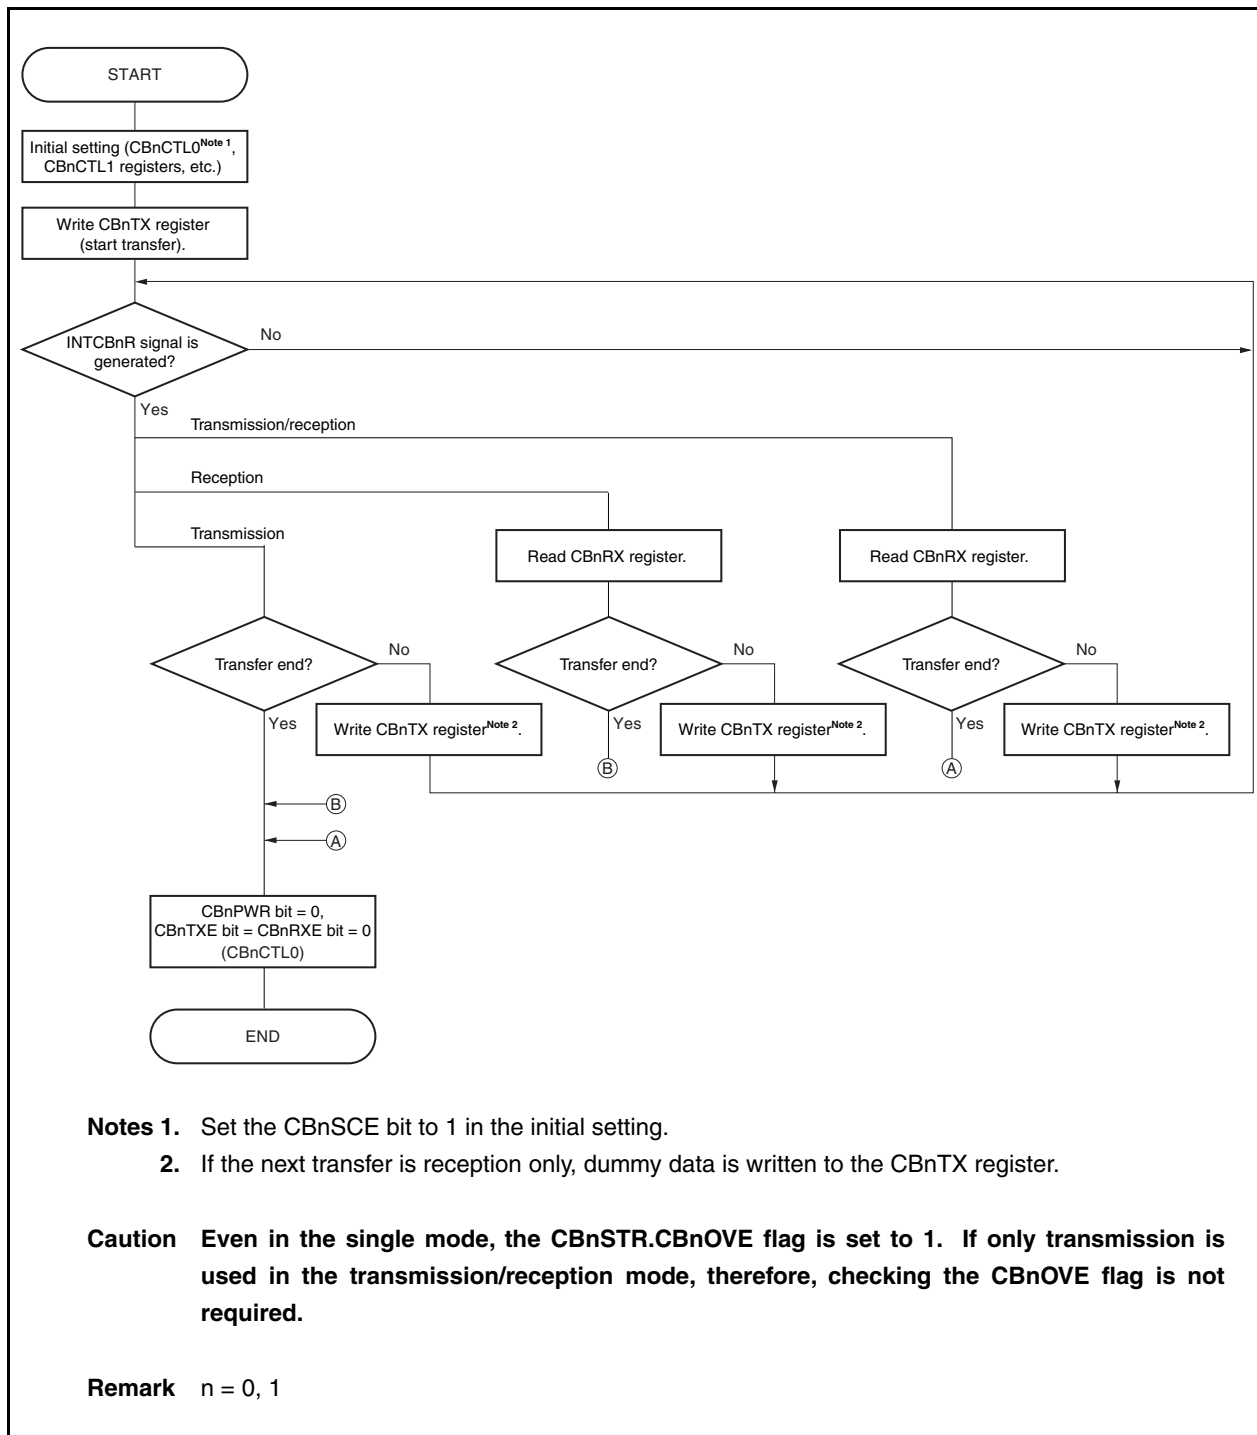 START
Initial setting (CBnCTL0Note 1,
CBnCTL1 registers, etc.)
Write CBnTX register
(start transfer).
INTCBnR signal is
generated?
No
Yes
Transmission/reception
Reception
Transmission
Read CBnRX register.
Read CBnRX register.
Transfer end?
No
Transfer end?
No
Transfer end?
No
Yes
Write CBnTX registerNote 2.
Yes
Write CBnTX registerNote 2.
Yes
Write CBnTX registerNote 2.
B
A
B
A
CBnPWR bit = 0,
CBnTXE bit = CBnRXE bit = 0
(CBnCTL0)
END
Notes 1. Set the CBnSCE bit to 1 in the initial setting.
2. If the next transfer is reception only, dummy data is written to the CBnTX register.
Caution Even in the single mode, the CBnSTR.CBnOVE flag is set to 1. If only transmission is
used in the transmission/reception mode, therefore, checking the CBnOVE flag is not
required.
Remark n = 0, 1